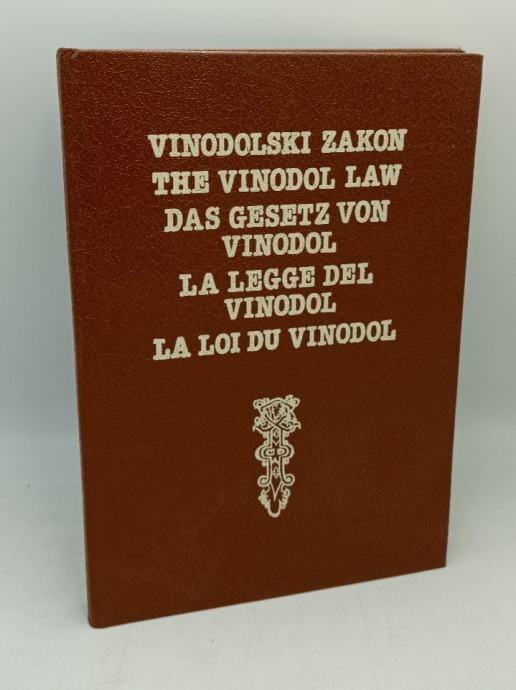 VINODOLSKI ZAKON
THE VINODOL LAW
DAS GESETZ VON
VINODOL
LA LEGGE DEL
VINODOL
LA LOI DU VINODOL